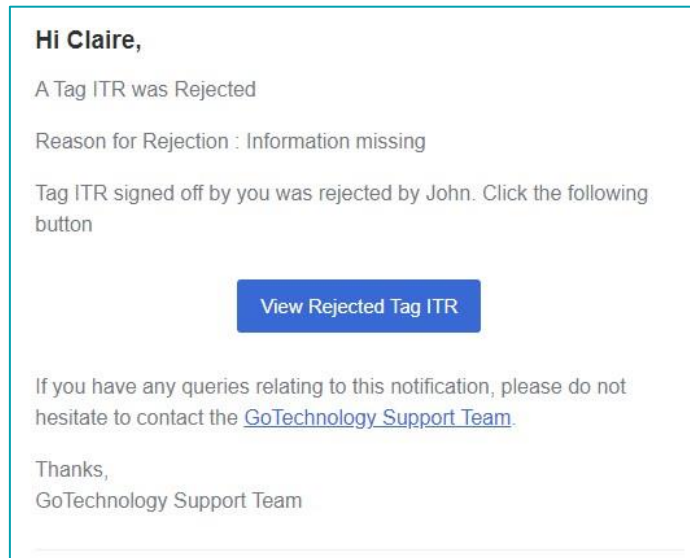 Hi Claire,
A Tag ITR was Rejected
Reason for Rejection : Information missing
Tag ITR signed off by you was rejected by John. Click the following
button
View Rejected Tag ITR
If you have any queries relating to this notification, please do not
hesitate to contact the GoTechnology Support Team.
Thanks,
GoTechnology Support Team